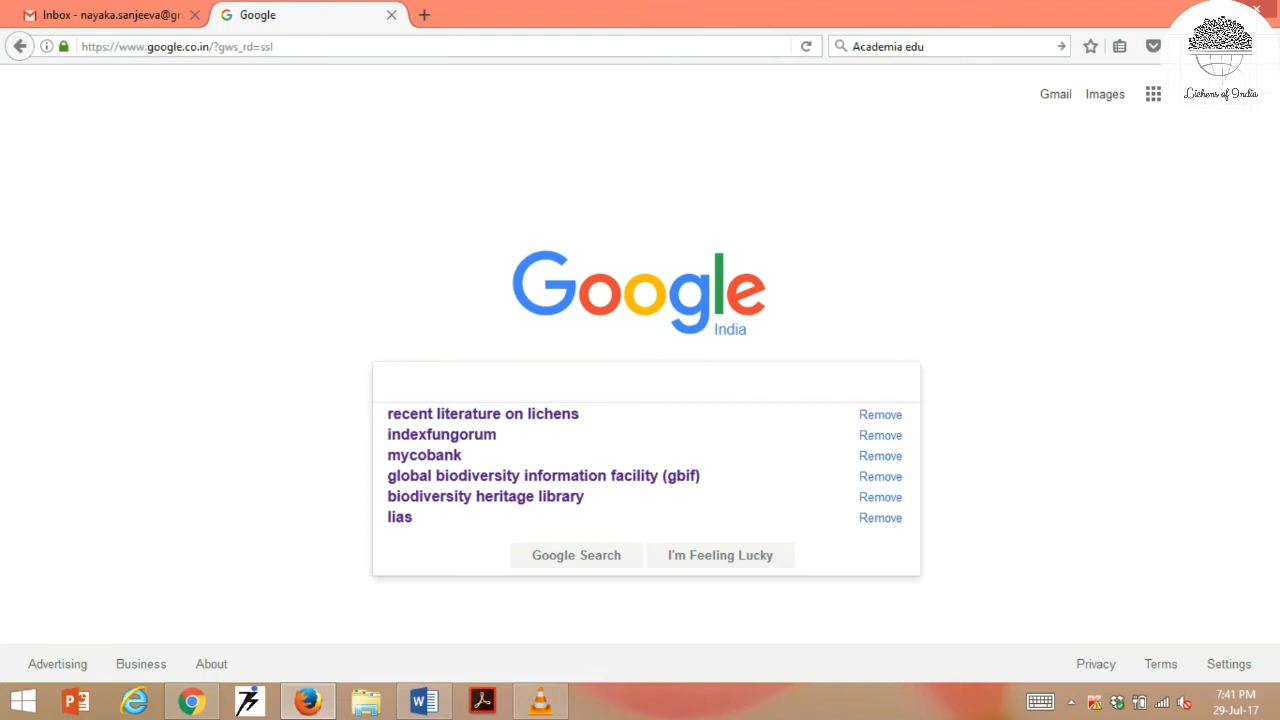 Inbox - nayaka.sanjeeva@gr
Google
https://www.google.co.in/?gws_rd=ssl
Academia edu
Lichens of India
Gmail Images
Google
India
recent literature on lichens Remove
indexfungorum Remove
mycobank Remove
global biodiversity information facility (gbif) Remove
biodiversity heritage library Remove
lias Remove
Google Search I'm Feeling Lucky
Advertising Business About Privacy Terms Settings
7:41 PM
29-Jul-17